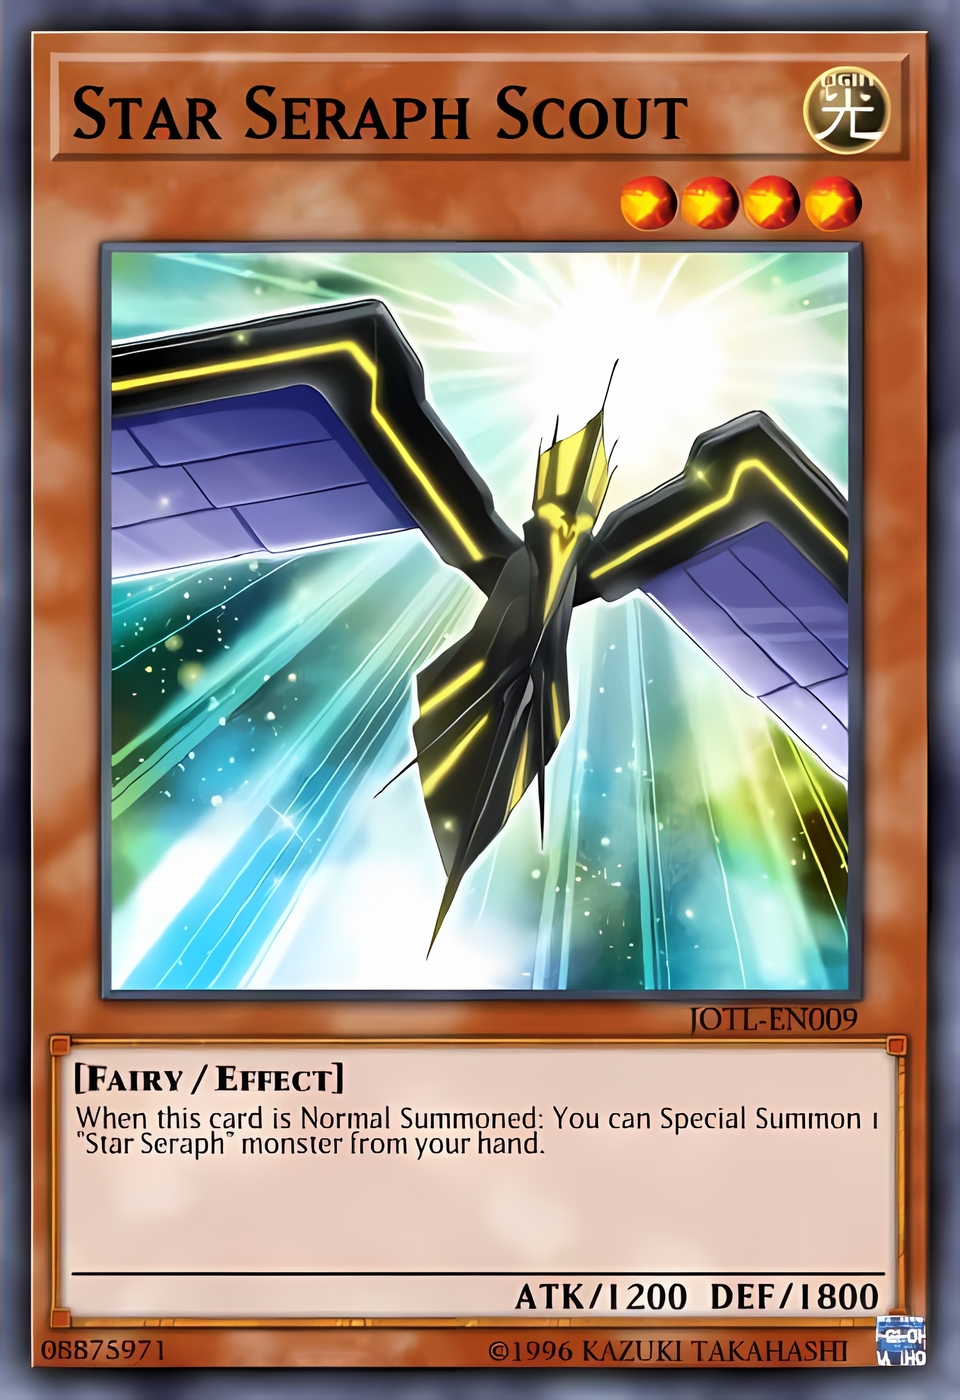 STAR SERAPH SCOUT
光
JOTL-EN009
[FAIRY / EFFECT]
When this card is Normal Summoned: You can Special Summon 1
"Star Seraph" monster from your hand.
ATK/1200 DEF/1800
08875971
©1996 KAZUKI TAKAHASHI